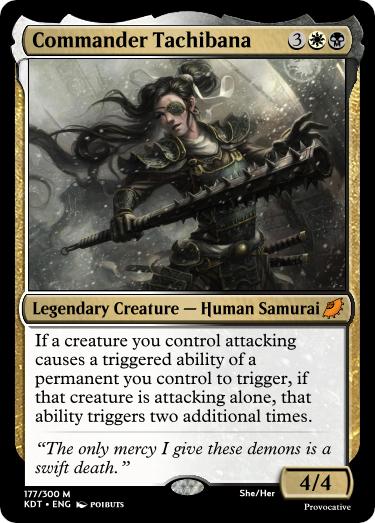 Commander Tachibana 3
Legendary Creature — Human Samurai
If a creature you control attacking
causes a triggered ability of a
permanent you control to trigger, if
that creature is attacking alone, that
ability triggers two additional times.
“The only mercy I give these demons is a
swift death.”
4/4
177/300 M
KDT • ENG POIBUTS
She/Her
Provocative